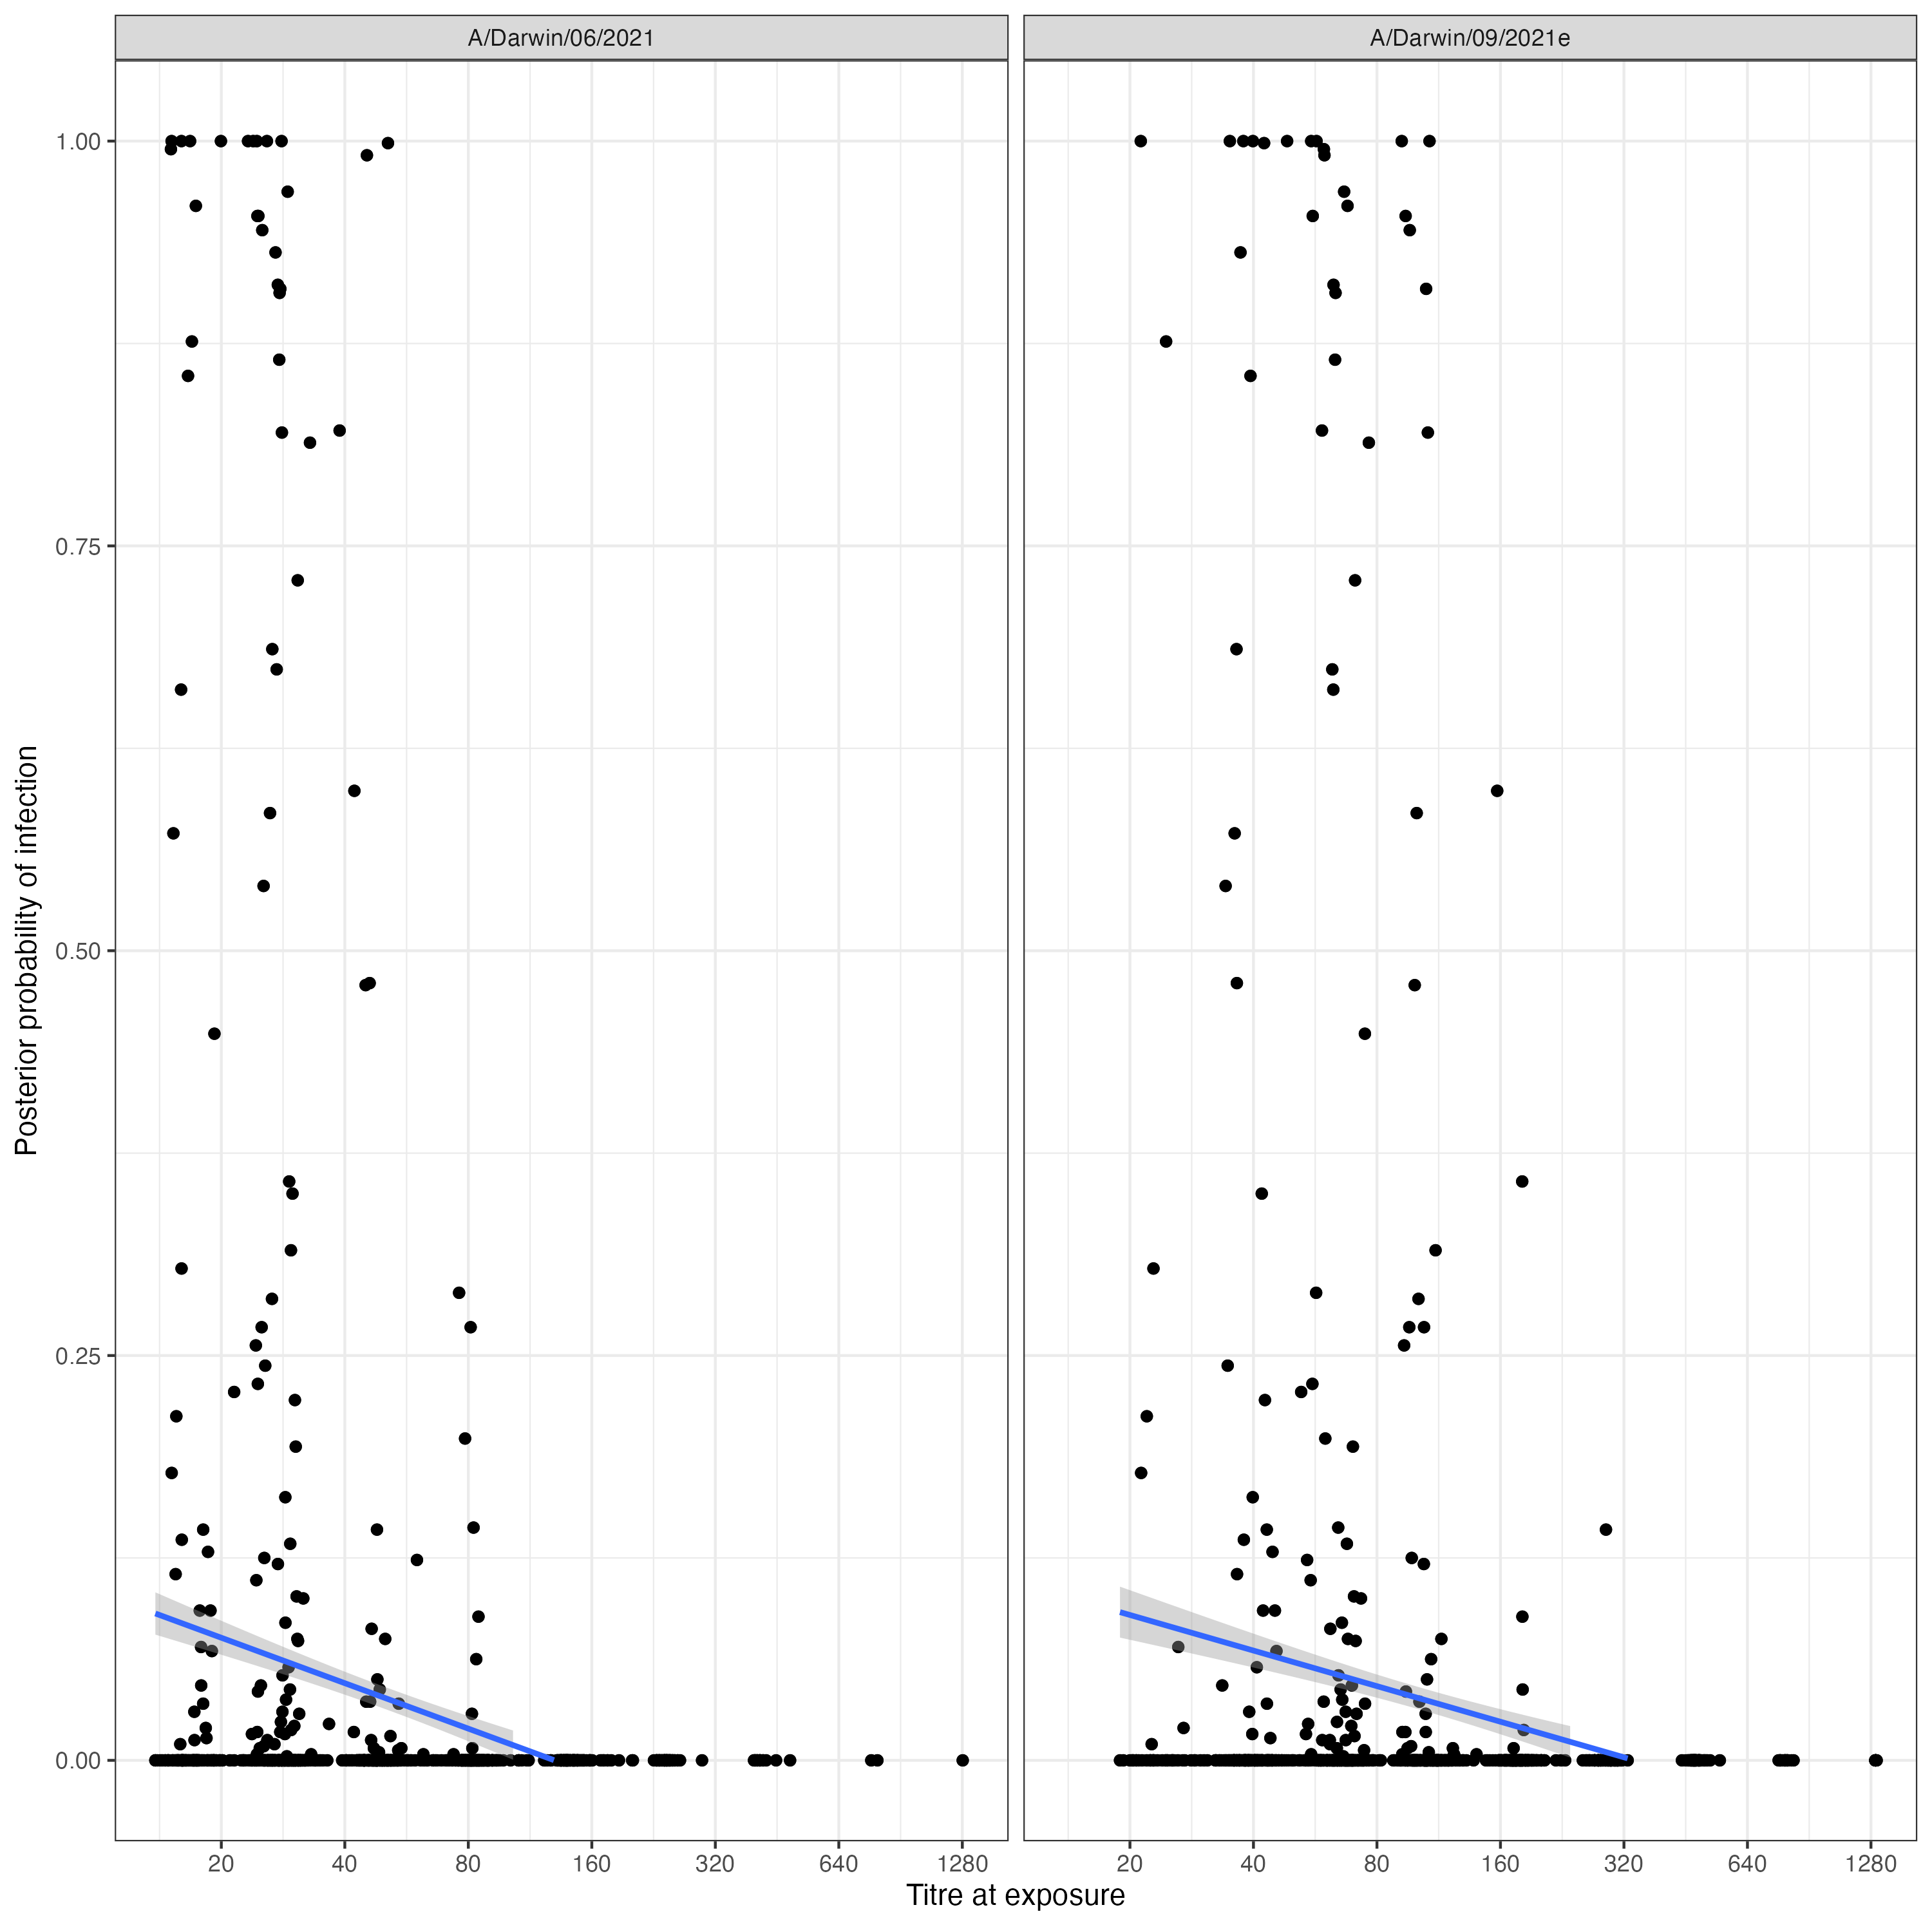 A/Darwin/06/2021
A/Darwin/09/2021e
Posterior probability of infection
1.00
0.75
0.50
0.25
0.00
20 40 80 160 320 640 1280
20 40 80 160 320 640 1280
Titre at exposure